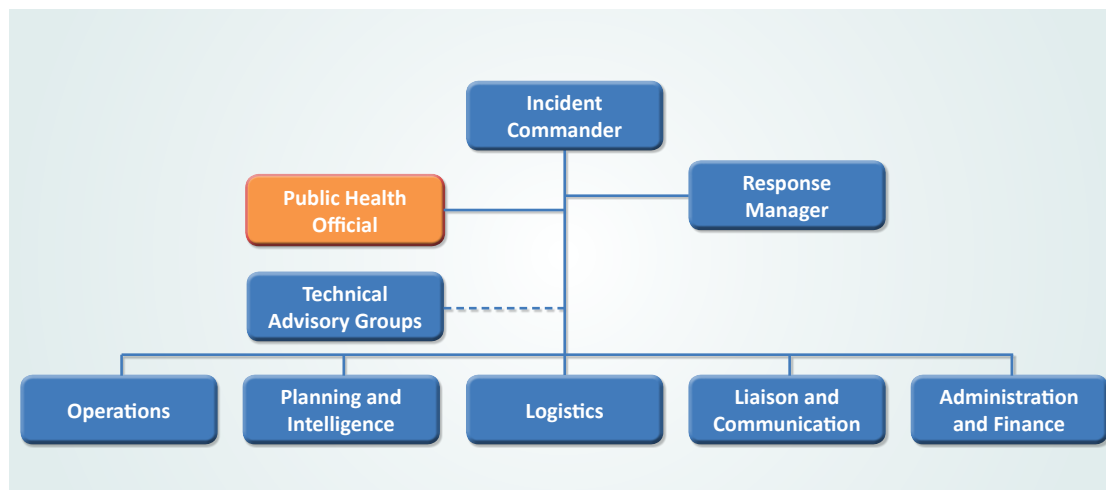 Incident
Commander
Public Health
Official
Response
Manager
Technical
Advisory Groups
Operations
Planning and
Intelligence
Logistics
Liaison and
Communication
Administration
and Finance